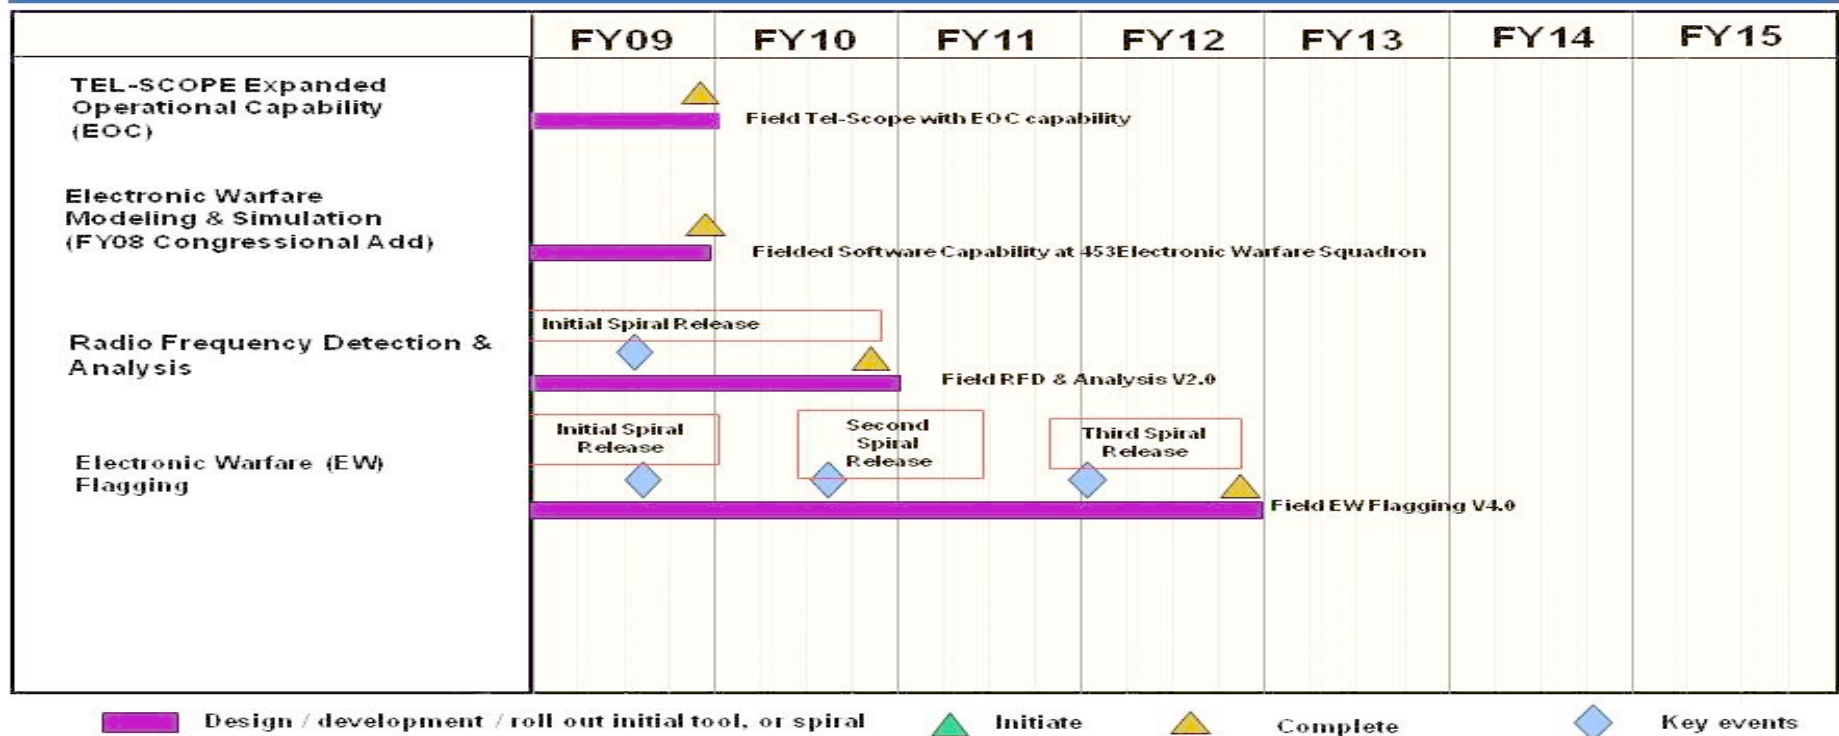 FY09 FY10 FY11 FY12 FY13 FY14 FY15
TEL-SCOPE Expanded
Operational Capability
(EOC)
Field Tel-Scope with EOC capability
Electronic Warfare
Modeling & Simulation
(FY08 Congressional Add)
Fielded Software Capability at 453Electronic Warfare Squadron
Initial Spiral Release
Radio Frequency Detection &
Analysis
Field RFD & Analysis V2.0
Initial Spiral
Release
Second
Spiral
Release
Third Spiral
Release
Electronic Warfare (EW)
Flagging
Field EW Flagging V4.0
Design / development / roll out initial tool, or spiral
Initiate
Complete
Key events